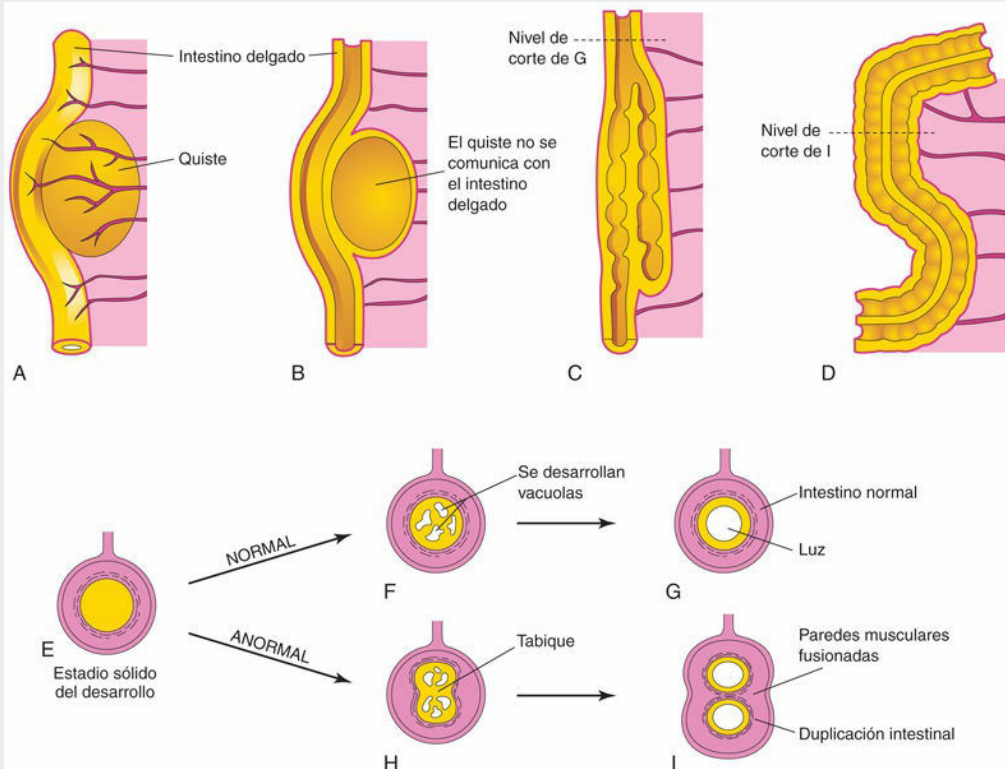 Intestino delgado
Quiste
El quiste no se
comunica con
el intestino
delgado
Nivel de
corte de G
Nivel de
corte de I
A
B
C
D
Se desarrollan
vacuolas
Intestino normal
Luz
NORMAL
F
G
E
Estadio sólido
del desarrollo
ANORMAL
Tabique
Paredes musculares
fusionadas
Duplicación intestinal
H
I